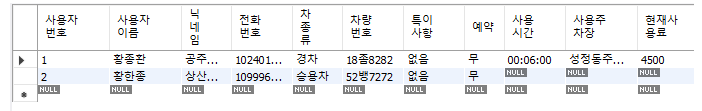 사용자 번호 사용자 이름 닉네임 전화 번호 차종류 차량 번호 특이 사항 예약 사용 시간 사용주 차장 현재사 용료
1 황종환 공주... 102401... 경차 18종8282 없음 무 00:06:00 성정동주... 4500
2 황한종 상산... 109996... 승용차 52뱅7272 없음 무 NULL NULL NULL
NULL NULL NULL NULL NULL NULL NULL NULL NULL NULL NULL